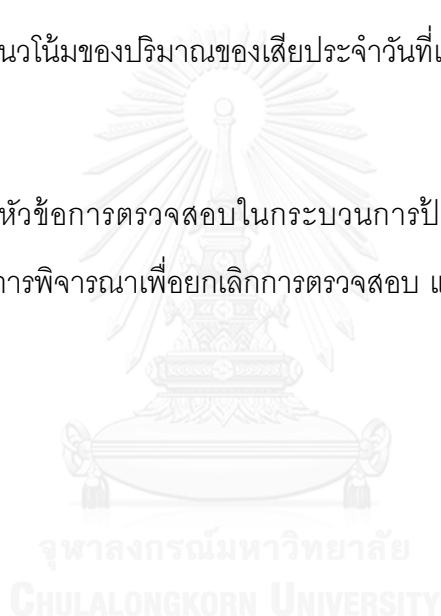 นวโน้มของปริมาณของเสียประจำวันที่เ
หัวข้อการตรวจสอบในกระบวนการป้
การพิจารณาเพื่อยกเลิกการตรวจสอบ แ
จุฬาลงกรณ์มหาวิทยาลัย
CHULALONGKORN UNIVERSITY